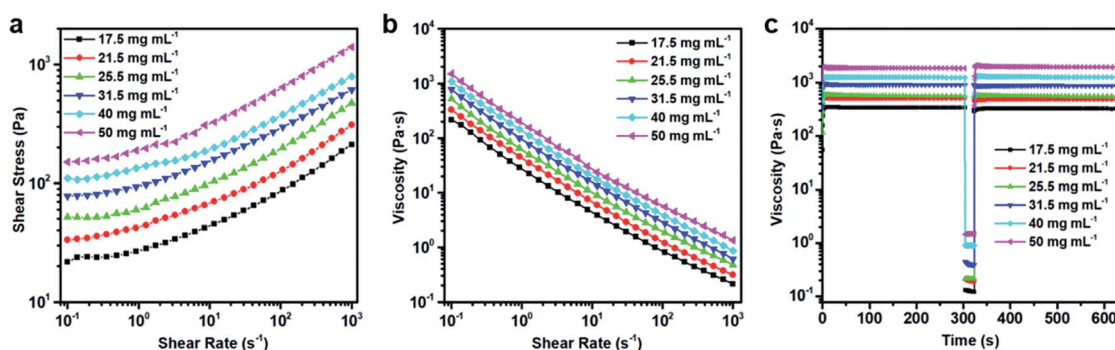 a
Shear Stress (Pa)
10³
10²
10¹
17.5 mg mL⁻¹
21.5 mg mL⁻¹
25.5 mg mL⁻¹
31.5 mg mL⁻¹
40 mg mL⁻¹
50 mg mL⁻¹
10⁻¹ 10⁰ 10¹ 10² 10³
Shear Rate (s⁻¹)
b
Viscosity (Pa·s)
10⁴
10³
10²
10¹
10⁰
10⁻¹
17.5 mg mL⁻¹
21.5 mg mL⁻¹
25.5 mg mL⁻¹
31.5 mg mL⁻¹
40 mg mL⁻¹
50 mg mL⁻¹
10⁻¹ 10⁰ 10¹ 10² 10³
Shear Rate (s⁻¹)
c
Viscosity (Pa·s)
10⁴
10³
10²
10¹
10⁰
10⁻¹
17.5 mg mL⁻¹
21.5 mg mL⁻¹
25.5 mg mL⁻¹
31.5 mg mL⁻¹
40 mg mL⁻¹
50 mg mL⁻¹
0 100 200 300 400 500 600
Time (s)